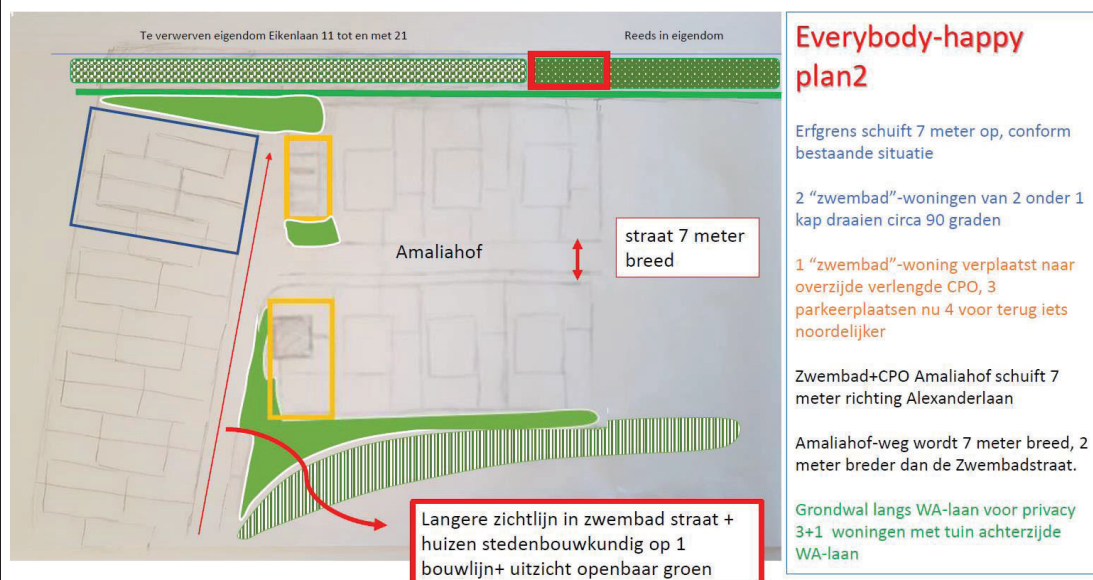 Te verwerven eigendom Eikenlaan 11 tot en met 21
Reeds in eigendom
Amaliahof
straat 7 meter
breed
Langere zichtlijn in zwembad straat +
huizen stedenbouwkundig op 1
bouwlijn+ uitzicht openbaar groen
Everybody-happy
plan2
Erfgrens schuift 7 meter op, conform
bestaande situatie
2 “zwembad”-woningen van 2 onder 1
kap draaien circa 90 graden
1 “zwembad”-woning verplaatst naar
overzijde verlengde CPO, 3
parkeerplaatsen nu 4 voor terug iets
noordelijker
Zwembad+CPO Amaliahof schuift 7
meter richting Alexanderlaan
Amaliahof-weg wordt 7 meter breed, 2
meter breder dan de Zwembadstraat.
Grondwal langs WA-laan voor privacy
3+1 woningen met tuin achterzijde
WA-laan